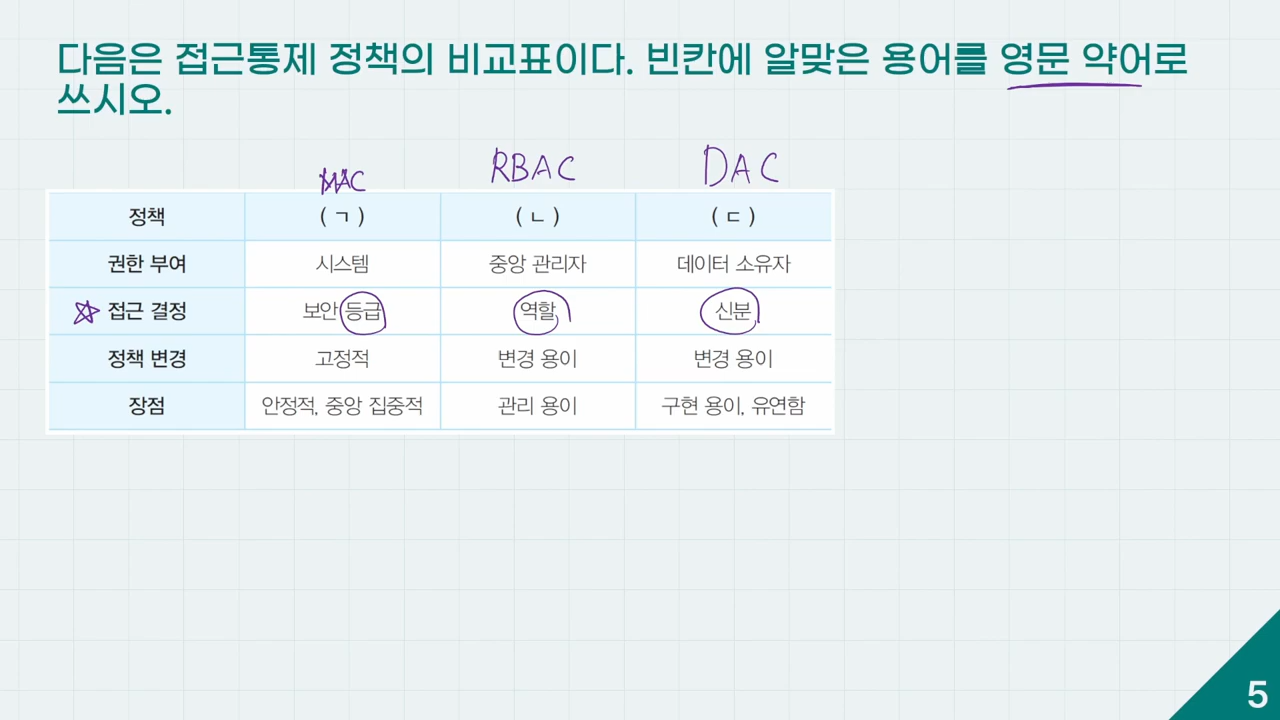 다음은 접근통제 정책의 비교표이다. 빈칸에 알맞은 용어를 영문 약어로
쓰시오.
MAC RBAC DAC
정책 ( ㄱ ) ( ㄴ ) ( ㄷ )
권한 부여 시스템 중앙 관리자 데이터 소유자
접근 결정 보안 등급 역할 신분
정책 변경 고정적 변경 용이 변경 용이
장점 안정적, 중앙 집중적 관리 용이 구현 용이, 유연함
5